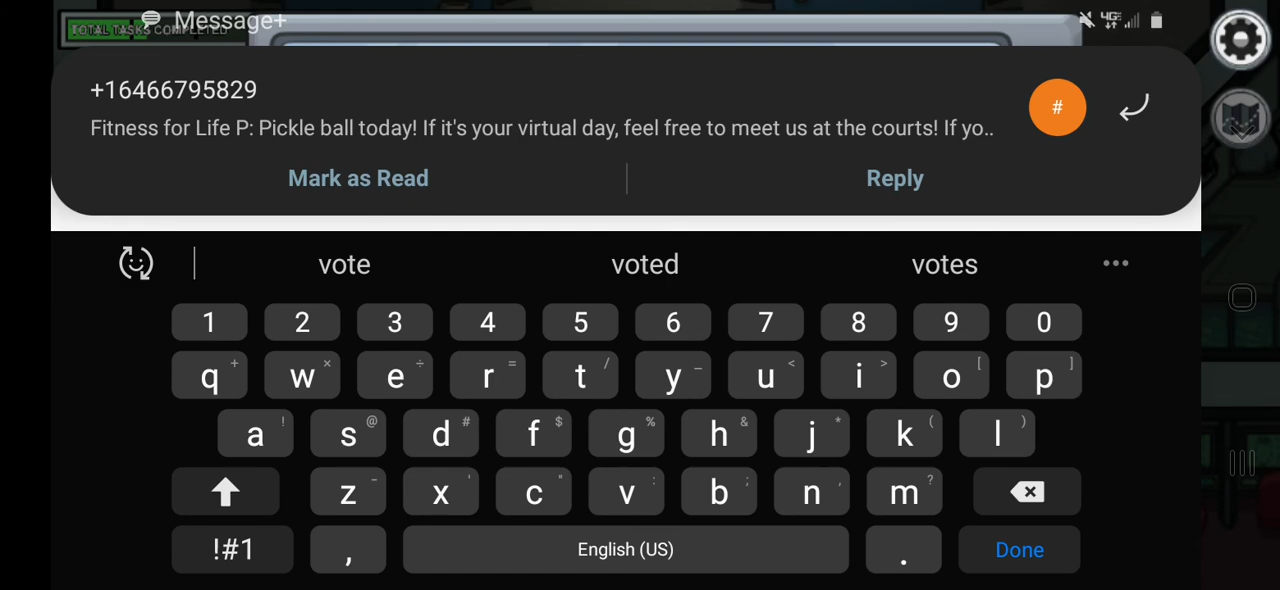 Message+
TOTAL TASKS COMPLETED
4GE
+16466795829
#
Fitness for Life P: Pickle ball today! If it's your virtual day, feel free to meet us at the courts! If yo..
Mark as Read
Reply
vote voted votes
1 2 3 4 5 6 7 8 9 0
q + w × e ÷ r = t / y _ u < i > o [ p ]
a ! s @ d # f $ g % h & j * k ( l )
z - x ' c " v : b ; n , m ?
!#1 , English (US) . Done